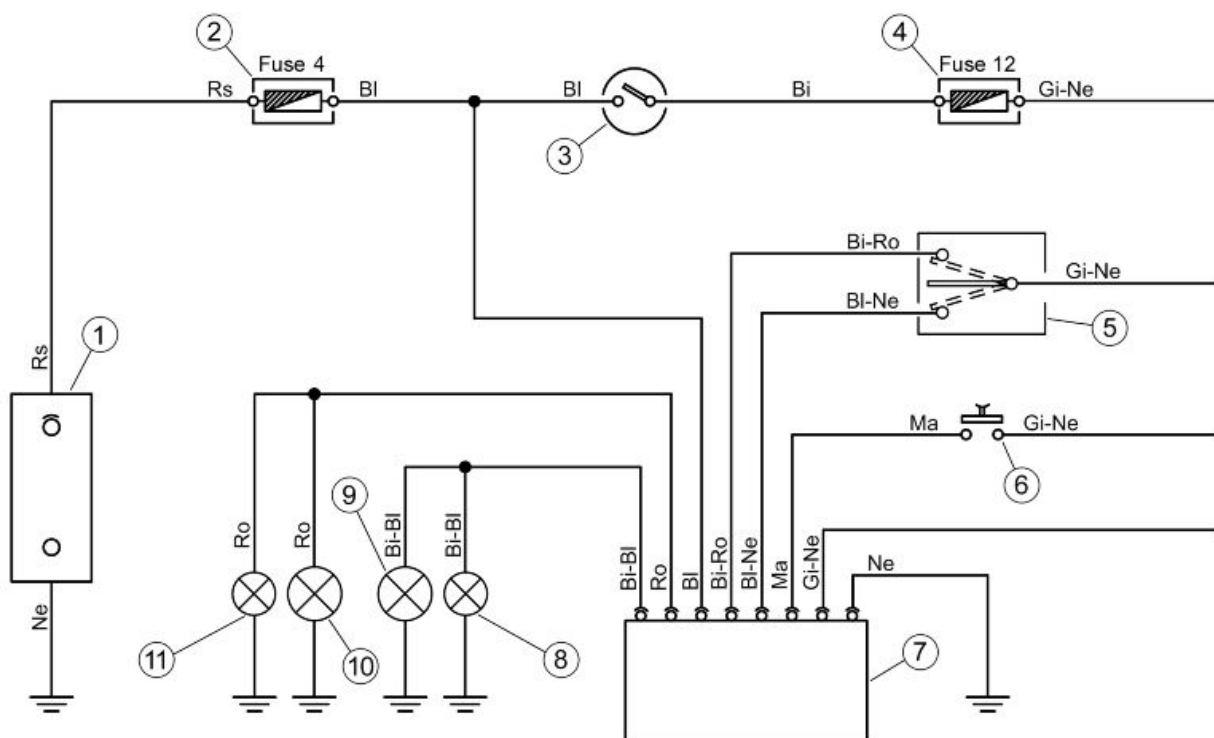 2
4
Fuse 4
Fuse 12
Rs
Bl
Bl
Bi
Gi-Ne
3
Bi-Ro
Gi-Ne
Bl-Ne
5
1
Rs
Ma
Gi-Ne
6
9
Ro
Ro
Bi-Bl
Bi-Bl
Bi-Bl
Ro
Bl
Bi-Ro
Bl-Ne
Ma
Gi-Ne
Ne
Ne
11
10
8
7